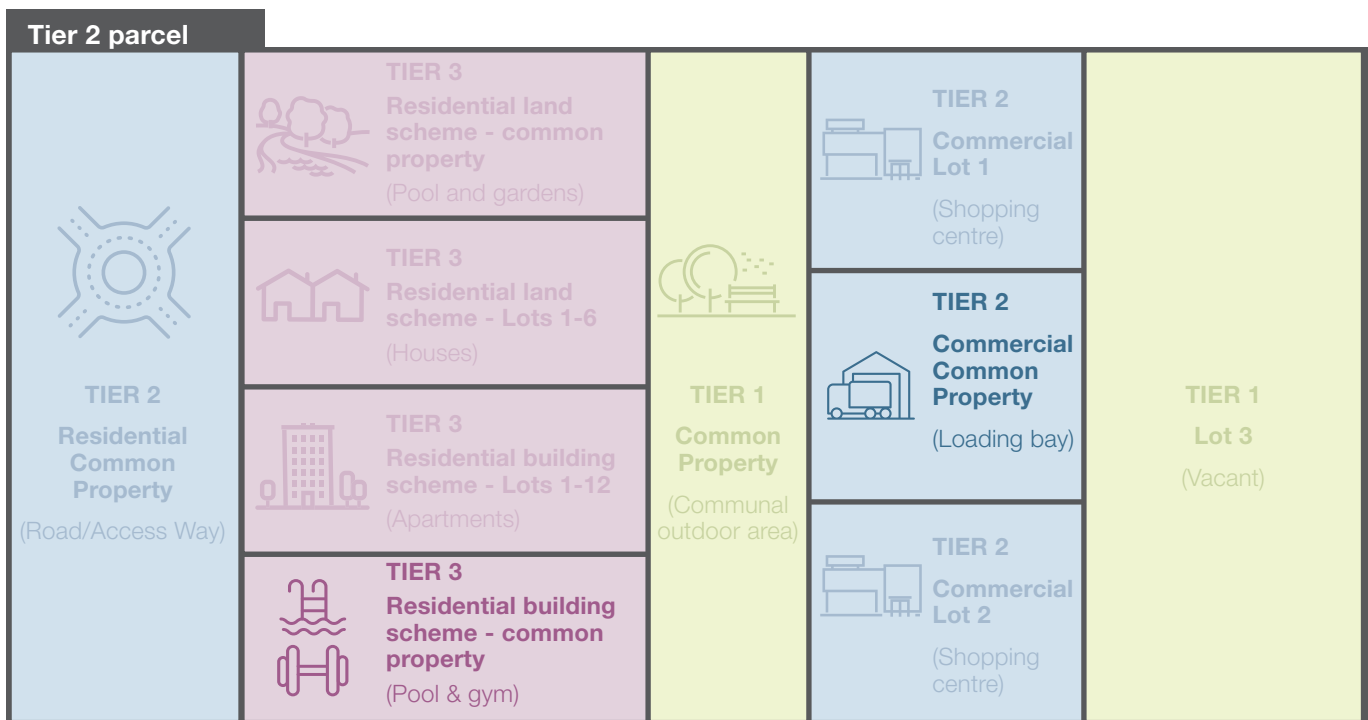 Tier 2 parcel
TIER 2
Residential
Common
Property
(Road/Access Way)
TIER 3
Residential land
scheme - common
property
(Pool and gardens)
TIER 3
Residential land
scheme - Lots 1-6
(Houses)
TIER 3
Residential building
scheme - Lots 1-12
(Apartments)
TIER 3
Residential building
scheme - common
property
(Pool & gym)
TIER 1
Common
Property
(Communal
outdoor area)
TIER 2
Commercial
Lot 1
(Shopping
centre)
TIER 2
Commercial
Common
Property
(Loading bay)
TIER 2
Commercial
Lot 2
(Shopping
centre)
TIER 1
Lot 3
(Vacant)